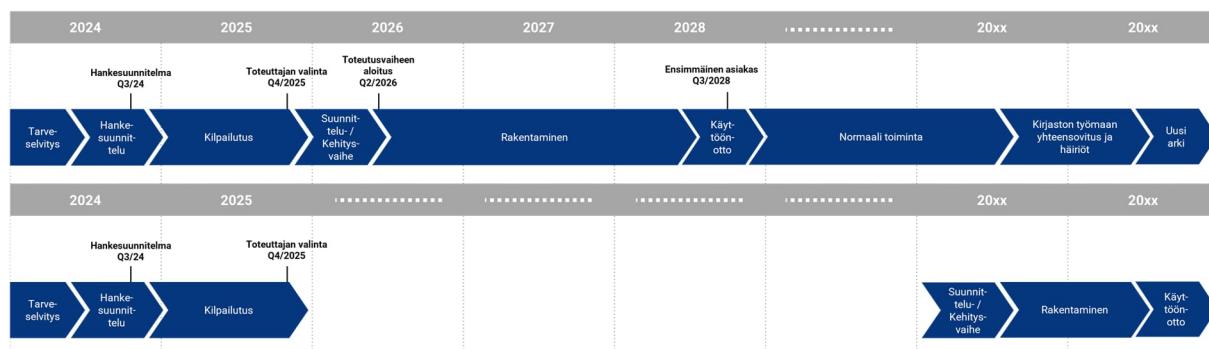 2024 2025 2026 2027 2028 20xx 20xx
Hankesuunnitelma
Q3/24
Toteuttajan valinta
Q4/2025
Toteutusvaiheen
aloitus
Q2/2026
Ensimmäinen asiakas
Q3/2028
Tarve-
selvitys
Hanke-
suunnit-
telu
Kilpailutus
Suunnit-
telu- /
Kehitys-
vaihe
Rakentaminen
Käyt-
töön-
otto
Normaali toiminta
Kirjaston työmaan
yhteensovitus ja
häiriöt
Uusi
arki
2024 2025 20xx 20xx
Hankesuunnitelma
Q3/24
Toteuttajan valinta
Q4/2025
Tarve-
selvitys
Hanke-
suunnit-
telu
Kilpailutus
Suunnit-
telu- /
Kehitys-
vaihe
Rakentaminen
Käyt-
töön-
otto